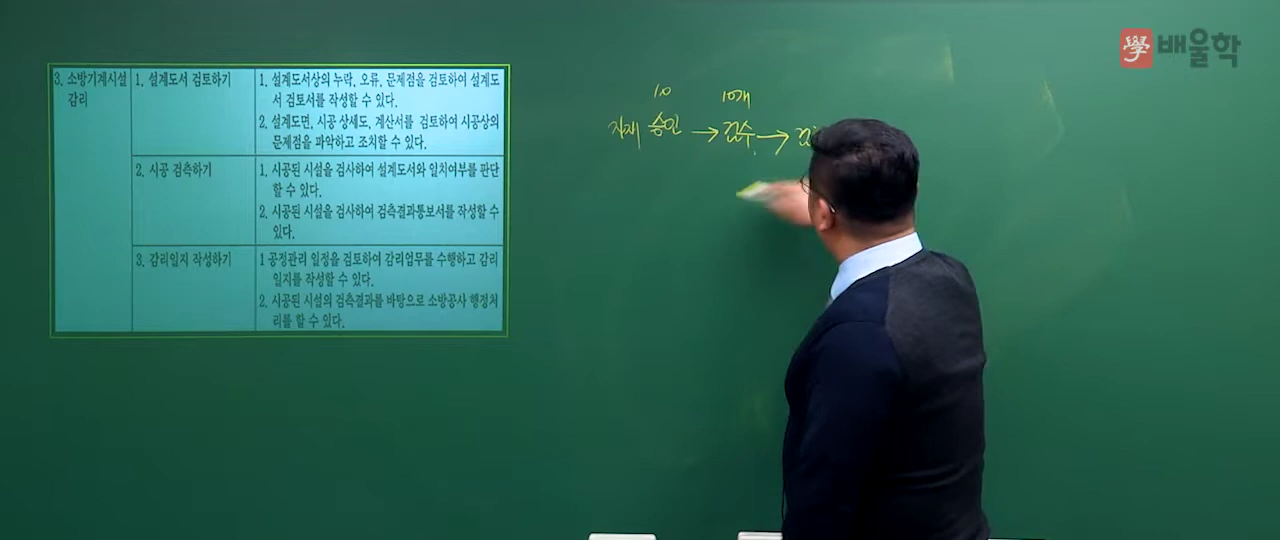 學 배울학
3. 소방기계시설 감리
1. 설계도서 검토하기
1. 설계도서상의 누락, 오류, 문제점을 검토하여 설계도
서 검토서를 작성할 수 있다.
2. 설계도면, 시공 상세도, 계산서를 검토하여 시공상의
문제점을 파악하고 조치할 수 있다.
2. 시공 검측하기
1. 시공된 시설을 검사하여 설계도서와 일치여부를 판단
할 수 있다.
2. 시공된 시설을 검사하여 검측결과통보서를 작성할 수
있다.
3. 감리일지 작성하기
1 공정관리 일정을 검토하여 감리업무를 수행하고 감리
일지를 작성할 수 있다.
2. 시공된 시설의 검측결과를 바탕으로 소방공사 행정처
리를 할 수 있다.
10 10개
자재 승인 → 검수 →